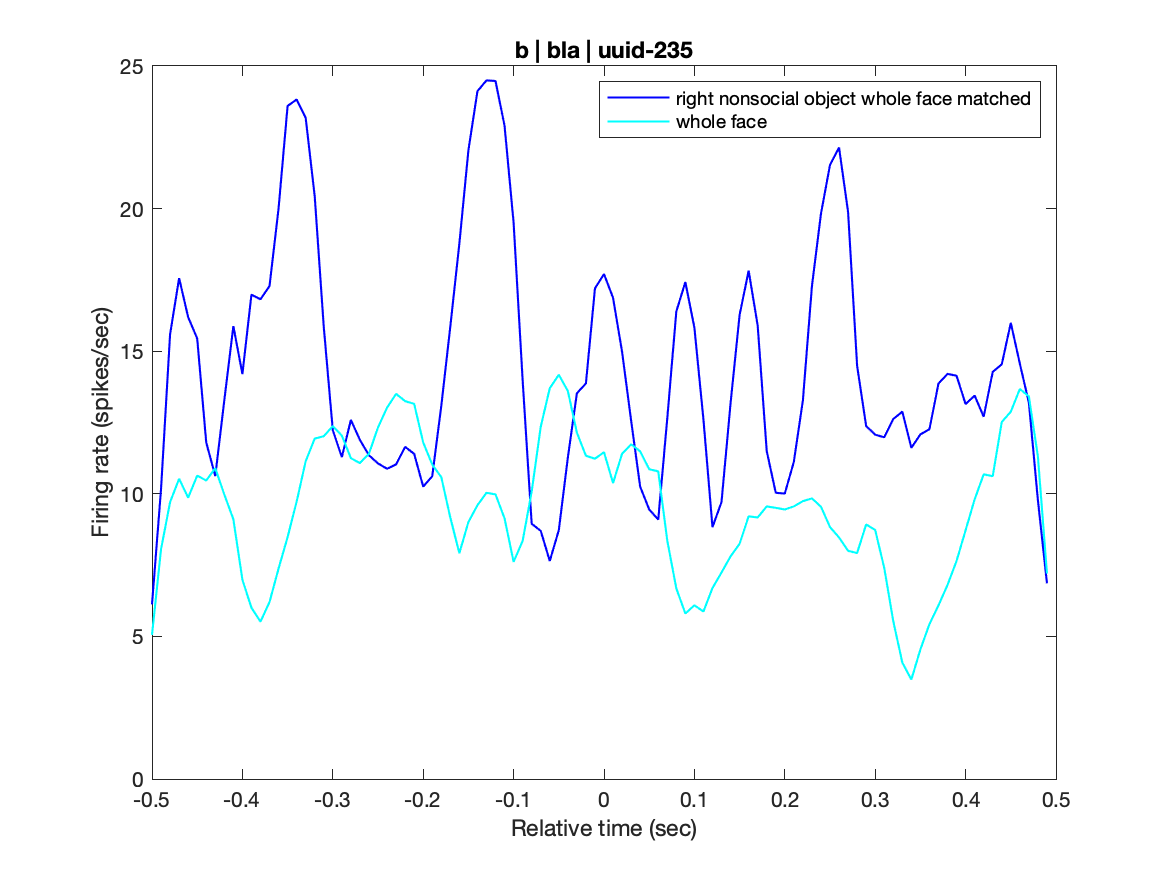 b | bla | uuid-235
right nonsocial object whole face matched
whole face
Firing rate (spikes/sec)
25
20
15
10
5
0
-0.5 -0.4 -0.3 -0.2 -0.1 0 0.1 0.2 0.3 0.4 0.5
Relative time (sec)